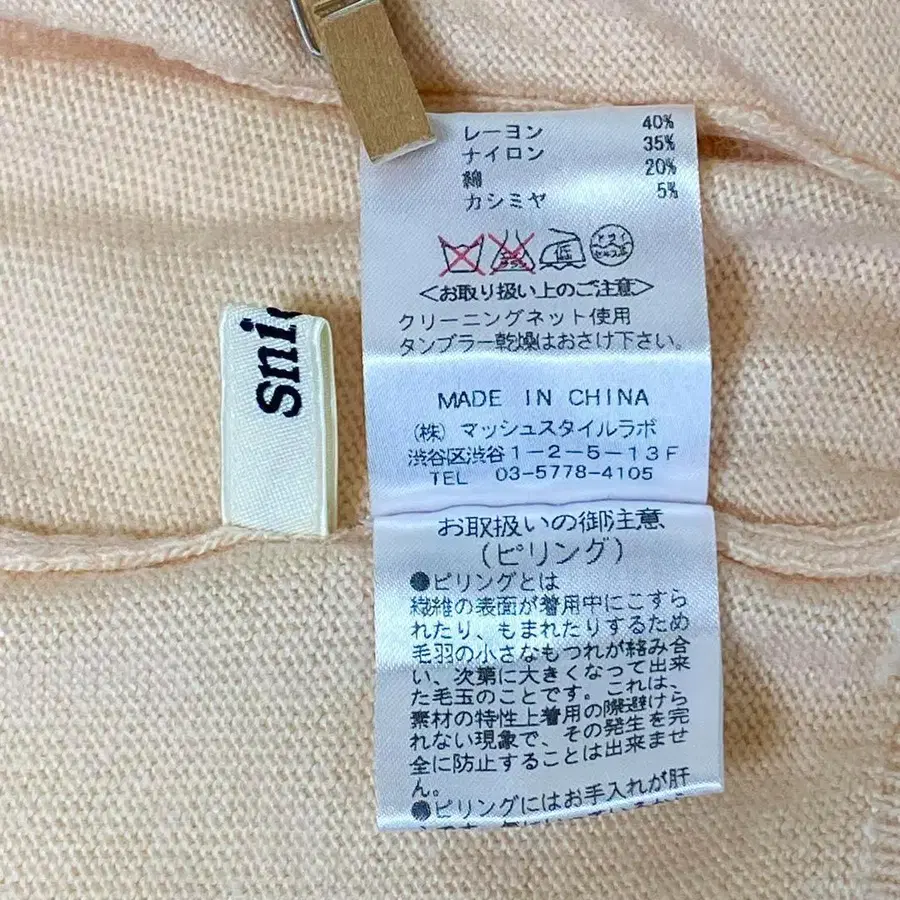 レーヨン 40%
ナイロン 35%
綿 20%
カシミヤ 5%
低
ドライ
<お取り扱い上のご注意>
クリーニングネット使用
タンブラー乾燥はおさけ下さい。
MADE IN CHINA
(株) マッシュスタイルラボ
渋谷区渋谷1-2-5-13F
TEL 03-5778-4105
sni
お取扱いの御注意
(ピリング)
●ピリングとは
繊維の表面が着用中にこすら
れたり、もまれたりするため
毛羽の小さなもつれが絡み合
い、次第に大きくなって出来
た毛玉のことです。これは、
素材の特性上着用の際避けら
れない現象で、その発生を完
全に防止することは出来ませ
ん。
●ピリングにはお手入れが肝